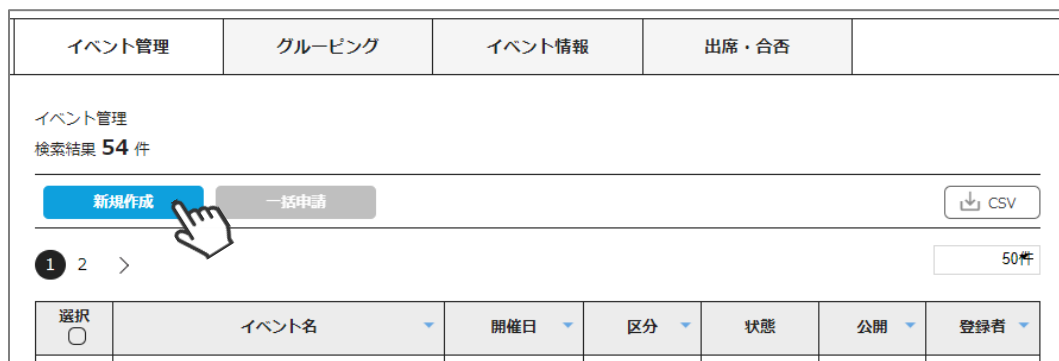 イベント管理 グルーピング イベント情報 出席・合否
イベント管理
検索結果 54 件
新規作成 一括申請 CSV
1 2 >
50件
選択 イベント名 開催日 区分 状態 公開 登録者